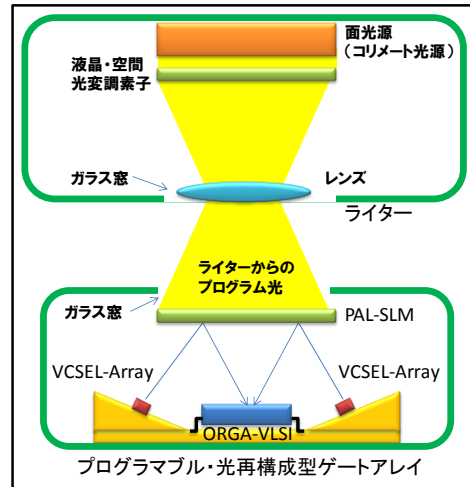 面光源
(コリメート光源)
液晶・空間
光変調素子
ガラス窓
レンズ
ライター
ライターからの
プログラム光
ガラス窓
PAL-SLM
VCSEL-Array
VCSEL-Array
ORGA-VLSI
プログラマブル・光再構成型ゲートアレイ